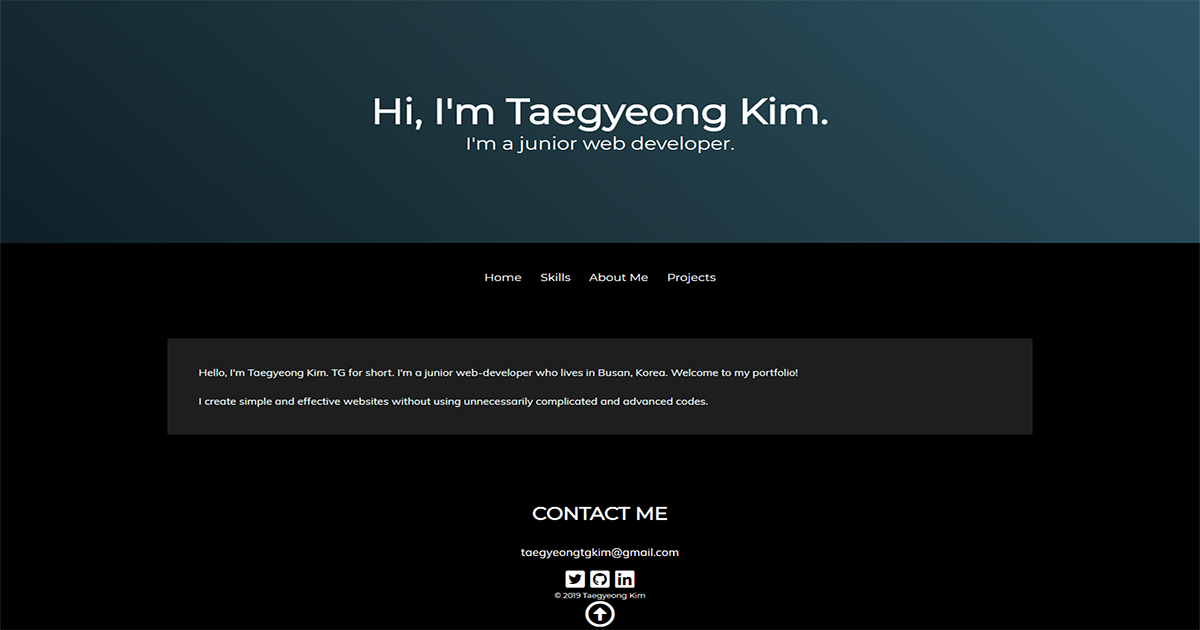 Hi, I'm Taegyeong Kim.
I'm a junior web developer.
Home Skills About Me Projects
Hello, I'm Taegyeong Kim. TG for short. I'm a junior web-developer who lives in Busan, Korea. Welcome to my portfolio!
I create simple and effective websites without using unnecessarily complicated and advanced codes.
CONTACT ME
taegyeongtgkim@gmail.com
© 2019 Taegyeong Kim